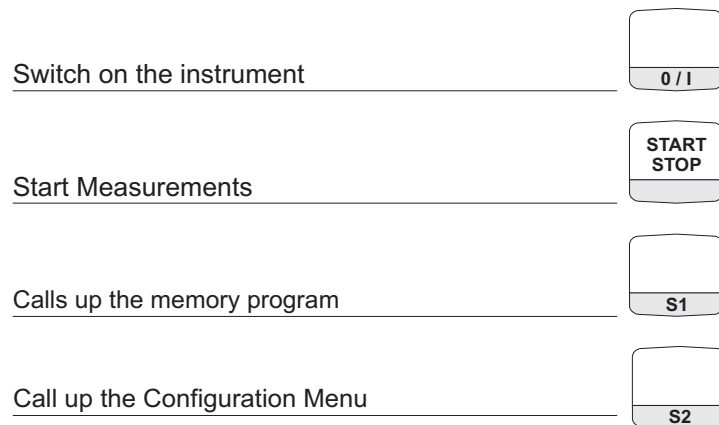 Switch on the instrument
0 / I
START
STOP
Start Measurements
Calls up the memory program
S1
Call up the Configuration Menu
S2